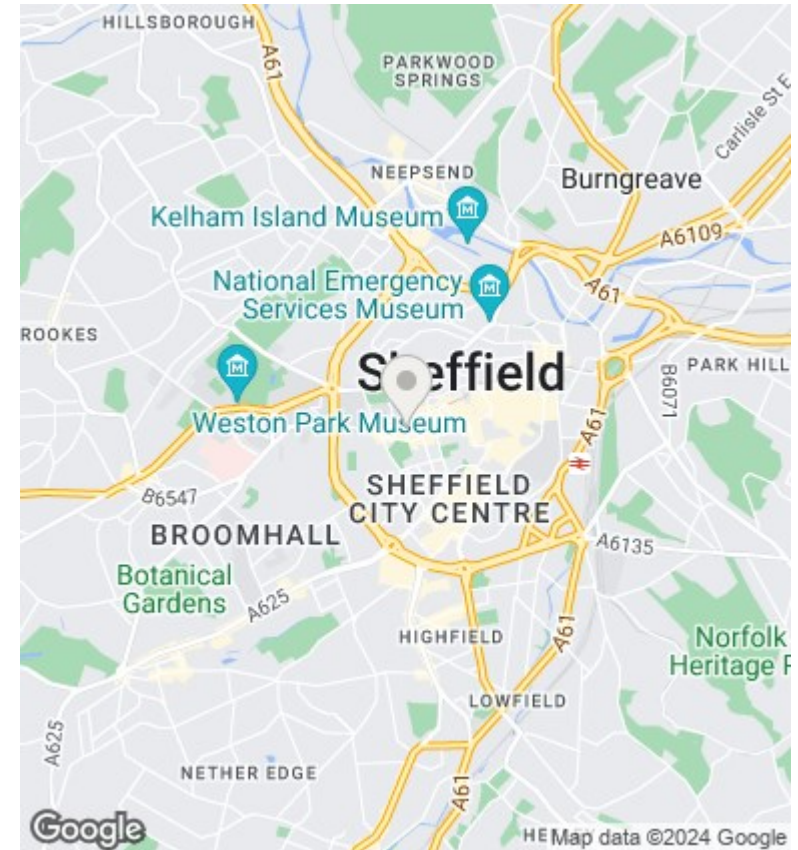 HILLSBOROUGH
A61
PARKWOOD
SPRINGS
Carlisle St E
NEEPSEND
Burngreave
Kelham Island Museum
A6109
National Emergency
Services Museum
A61
ROOKES
Sheffield
PARK HILL
B6071
Weston Park Museum
A61
SHEFFIELD
CITY CENTRE
B6547
BROOMHALL
A6135
Botanical
Gardens
A625
HIGHFIELD
A61
Norfolk
Heritage P
LOWFIELD
A625
NETHER EDGE
A61
Google
Map data ©2024 Google